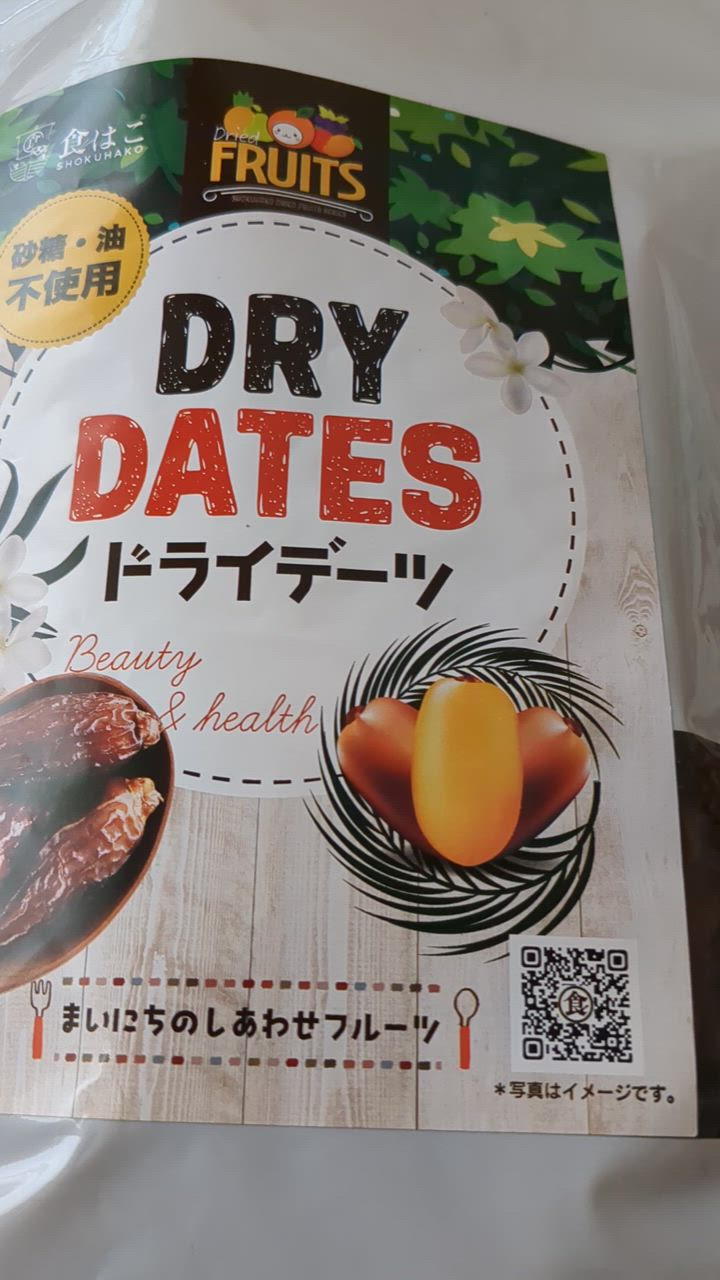 食はこ
SHOKUHAKO
Dried
FRUITS
砂糖・油
不使用
DRY
DATES
ドライデーツ
Beauty
& health
まいにちのしあわせフルーツ
食
*写真はイメージです。